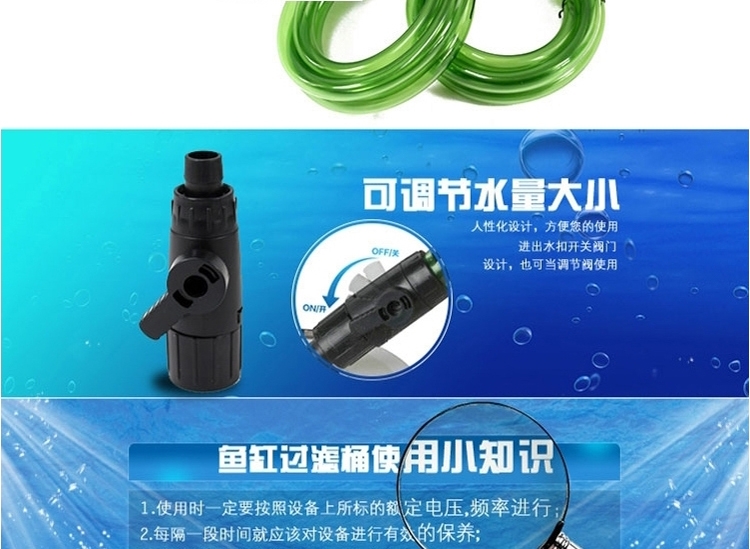 可调节水量大小
人性化设计，方便您的使用
进出水扣开关阀门
设计，也可当调节阀使用
OFF/关
ON/开
鱼缸过滤桶使用小知识
1.使用时一定要按照设备上所标的额定电压,频率进行;
2.每隔一段时间就应该对设备进行有效的保养;